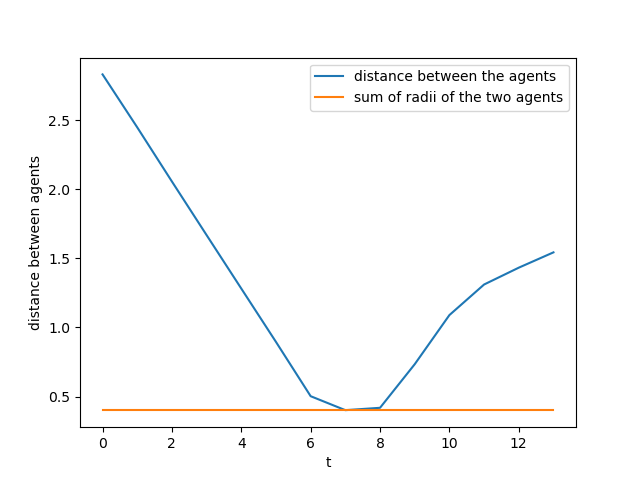 distance between the agents
sum of radii of the two agents
distance between agents
2.5
2.0
1.5
1.0
0.5
0 2 4 6 8 10 12
t